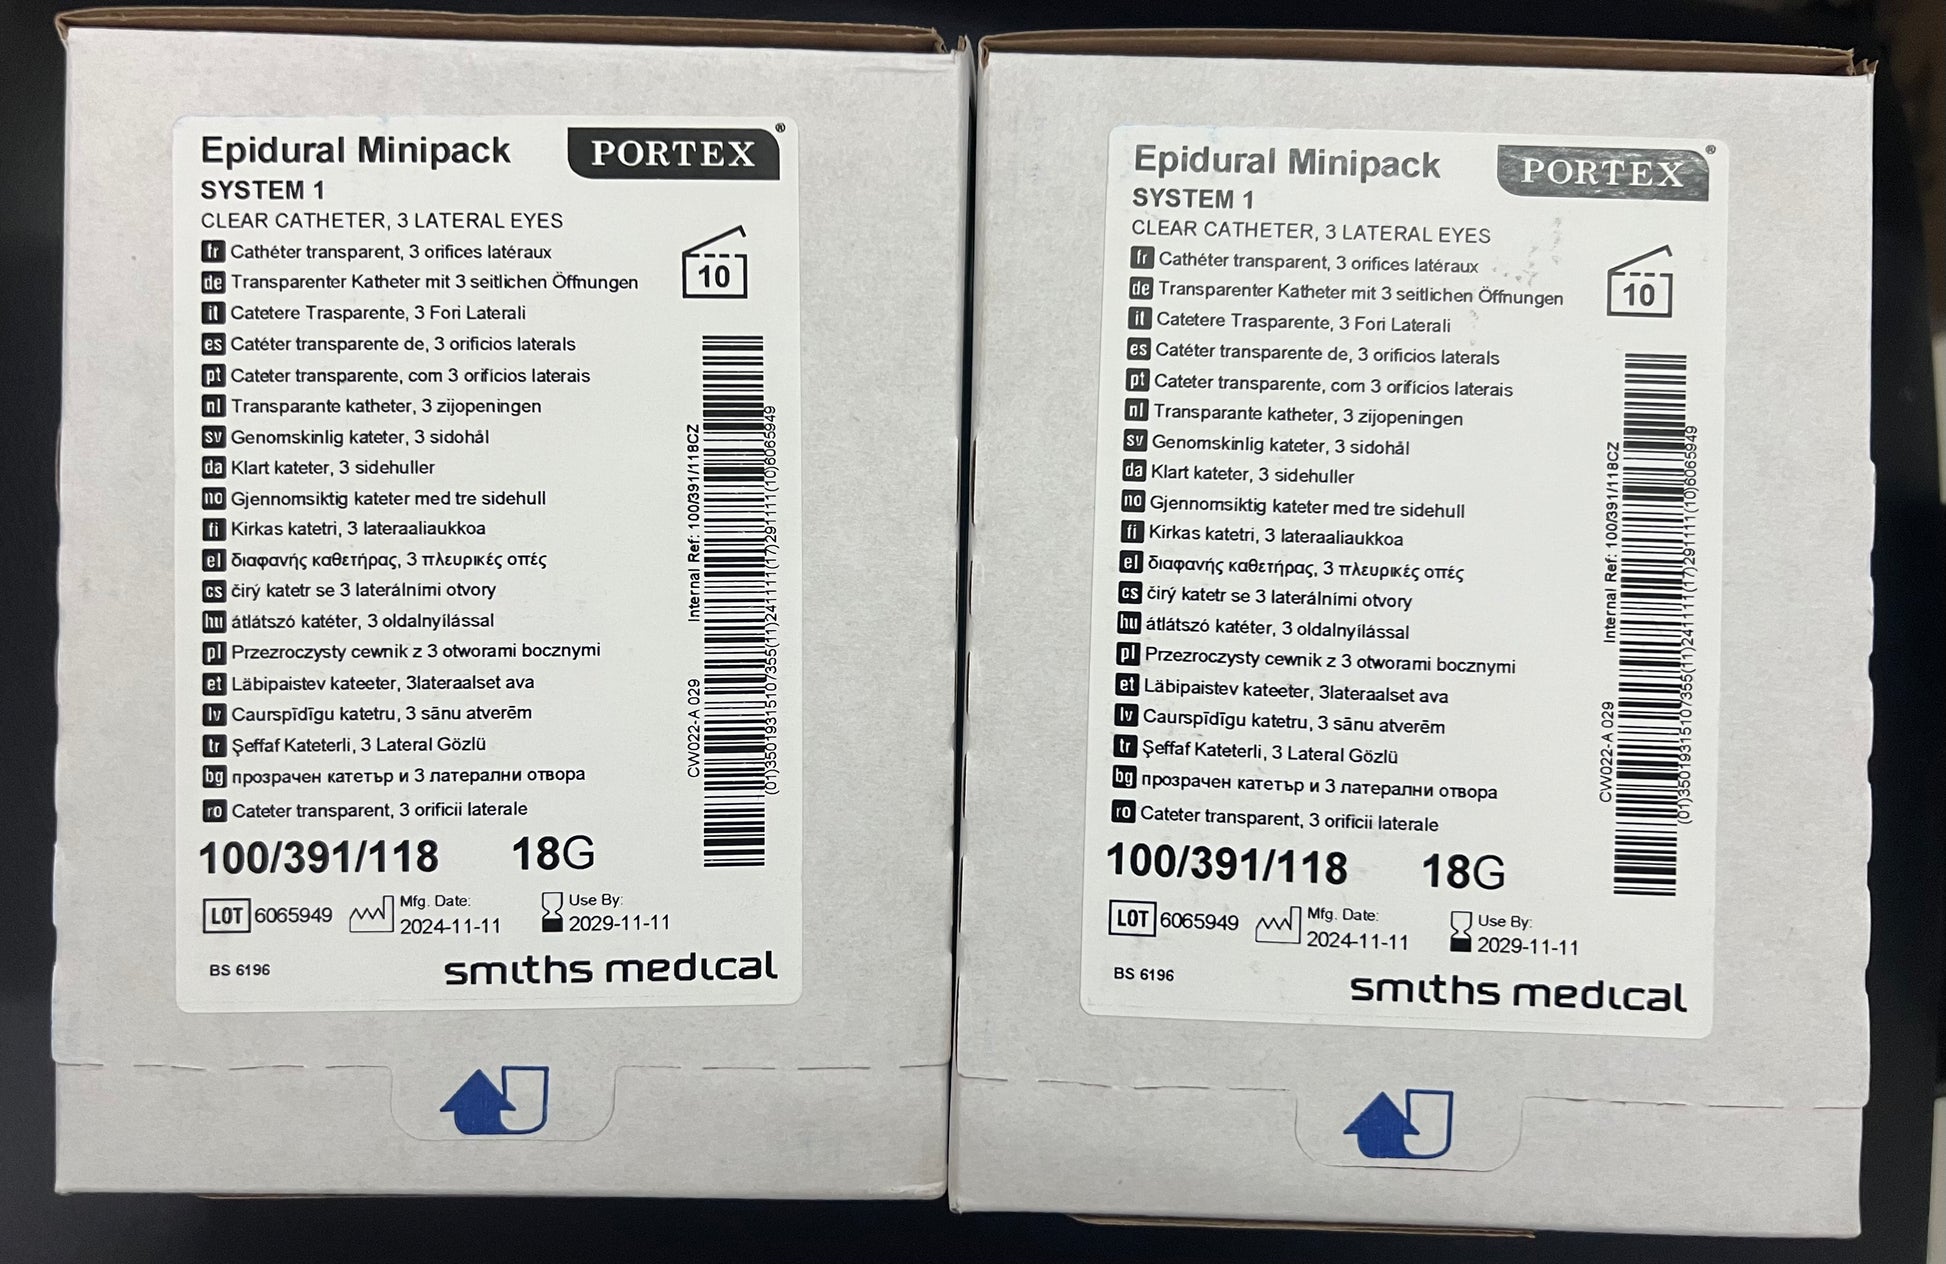 Epidural Minipack
PORTEX®
SYSTEM 1
CLEAR CATHETER, 3 LATERAL EYES
fr Cathéter transparent, 3 orifices latéraux
de Transparenter Katheter mit 3 seitlichen Öffnungen
10
it Catetere Trasparente, 3 Fori Laterali
es Catéter transparente de, 3 orificios laterals
pt Cateter transparente, com 3 orifícios laterais
nl Transparante katheter, 3 zijopeningen
sv Genomskinlig kateter, 3 sidohål
da Klart kateter, 3 sidehuller
no Gjennomsiktig kateter med tre sidehull
fi Kirkas katetri, 3 lateraaliaukkoa
el διαφανής καθετήρας, 3 πλευρικές οπές
cs čirý katetr se 3 laterálními otvory
hu átlátszó katéter, 3 oldalnyílással
pl Przezroczysty cewnik z 3 otworami bocznymi
et Läbipaistev kateeter, 3lateraalset ava
lv Caurspīdīgu katetru, 3 sānu atverēm
tr Şeffaf Kateterli, 3 Lateral Gözlü
bg прозрачен катетър и 3 латерални отвора
ro Cateter transparent, 3 orificii laterale
CW022-A 029
Internal Ref: 100/391/118CZ
(01)35019315107355(11)241111(17)291111(10)6065949
100/391/118 18G
LOT 6065949
Mfg. Date:
2024-11-11
Use By:
2029-11-11
BS 6196
smiths medical
Epidural Minipack
PORTEX®
SYSTEM 1
CLEAR CATHETER, 3 LATERAL EYES
fr Cathéter transparent, 3 orifices latéraux
de Transparenter Katheter mit 3 seitlichen Öffnungen
10
it Catetere Trasparente, 3 Fori Laterali
es Catéter transparente de, 3 orificios laterals
pt Cateter transparente, com 3 orifícios laterais
nl Transparante katheter, 3 zijopeningen
sv Genomskinlig kateter, 3 sidohål
da Klart kateter, 3 sidehuller
no Gjennomsiktig kateter med tre sidehull
fi Kirkas katetri, 3 lateraaliaukkoa
el διαφανής καθετήρας, 3 πλευρικές οπές
cs čirý katetr se 3 laterálními otvory
hu átlátszó katéter, 3 oldalnyílással
pl Przezroczysty cewnik z 3 otworami bocznymi
et Läbipaistev kateeter, 3lateraalset ava
lv Caurspīdīgu katetru, 3 sānu atverēm
tr Şeffaf Kateterli, 3 Lateral Gözlü
bg прозрачен катетър и 3 латерални отвора
ro Cateter transparent, 3 orificii laterale
CW022-A 029
Internal Ref: 100/391/118CZ
(01)35019315107355(11)241111(17)291111(10)6065949
100/391/118 18G
LOT 6065949
Mfg. Date:
2024-11-11
Use By:
2029-11-11
BS 6196
smiths medical